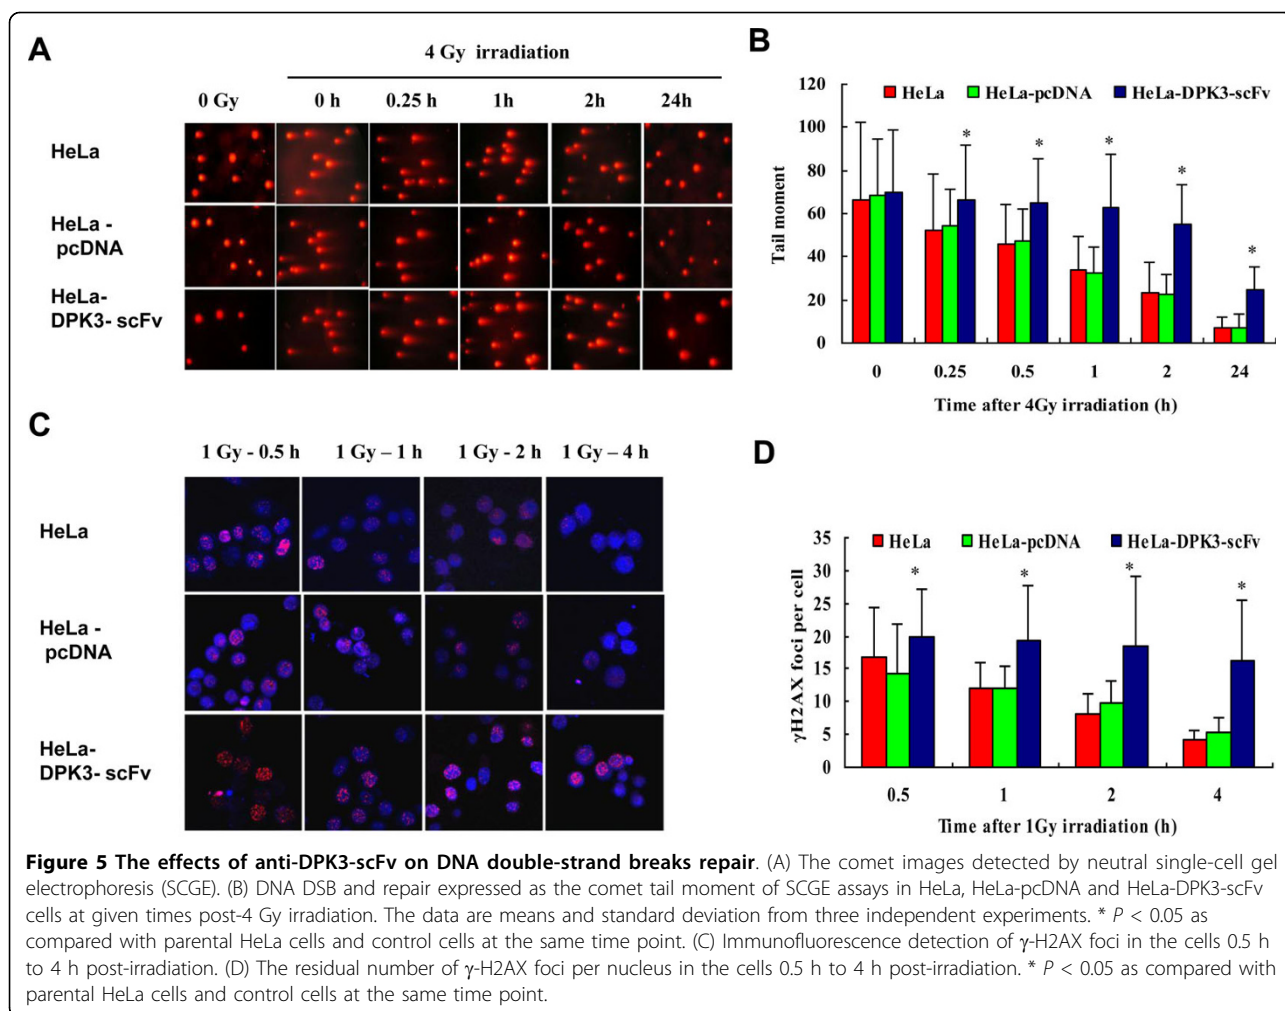 A
4 Gy irradiation
0 Gy
0 h
0.25 h
1h
2h
24h
HeLa
HeLa -
pcDNA
HeLa-
DPK3- scFv
B
120
100
80
60
40
20
0
Tail moment
HeLa
HeLa-pcDNA
HeLa-DPK3-scFv
*
*
*
*
*
0
0.25
0.5
1
2
24
Time after 4Gy irradiation (h)
C
1 Gy - 0.5 h
1 Gy – 1 h
1 Gy - 2 h
1 Gy – 4 h
HeLa
HeLa -
pcDNA
HeLa-
DPK3- scFv
D
35
30
25
20
15
10
5
0
γH2AX foci per cell
HeLa
HeLa-pcDNA
HeLa-DPK3-scFv
*
*
*
*
0.5
1
2
4
Time after 1Gy irradiation (h)
Figure 5 The effects of anti-DPK3-scFv on DNA double-strand breaks repair. (A) The comet images detected by neutral single-cell gel
electrophoresis (SCGE). (B) DNA DSB and repair expressed as the comet tail moment of SCGE assays in HeLa, HeLa-pcDNA and HeLa-DPK3-scFv
cells at given times post-4 Gy irradiation. The data are means and standard deviation from three independent experiments. * P < 0.05 as
compared with parental HeLa cells and control cells at the same time point. (C) Immunofluorescence detection of γ-H2AX foci in the cells 0.5 h
to 4 h post-irradiation. (D) The residual number of γ-H2AX foci per nucleus in the cells 0.5 h to 4 h post-irradiation. * P < 0.05 as compared with
parental HeLa cells and control cells at the same time point.